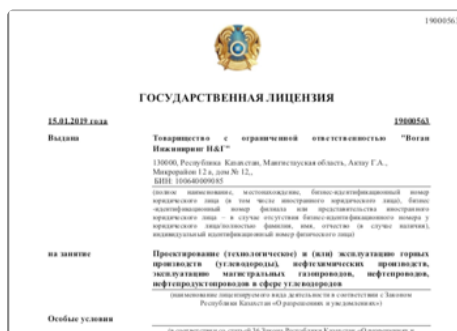 19000563
ГОСУДАРСТВЕННАЯ ЛИЦЕНЗИЯ
15.01.2019 года 19000563
Выдана Товарищество с ограниченной ответственностью "Воган
Инжиниринг Н&Г"
130000, Республика Казахстан, Мангистауская область, Актау Г.А.,
Микрорайон 12 а, дом № 12,,
БИН: 100640009085
(полное наименование, местонахождение, бизнес-идентификационный номер
юридического лица (в том числе иностранного юридического лица), бизнес
-идентификационный номер филиала или представительства иностранного
юридического лица – в случае отсутствия бизнес-идентификационного номера у
юридического лица/полностью фамилия, имя, отчество (в случае наличия),
индивидуальный идентификационный номер физического лица)
на занятие Проектирование (технологическое) и (или) эксплуатацию горных
производств (углеводороды), нефтехимических производств,
эксплуатацию магистральных газопроводов, нефтепроводов,
нефтепродуктопроводов в сфере углеводородов
(наименование лицензируемого вида деятельности в соответствии с Законом
Республики Казахстан «О разрешениях и уведомлениях»)
Особые условия